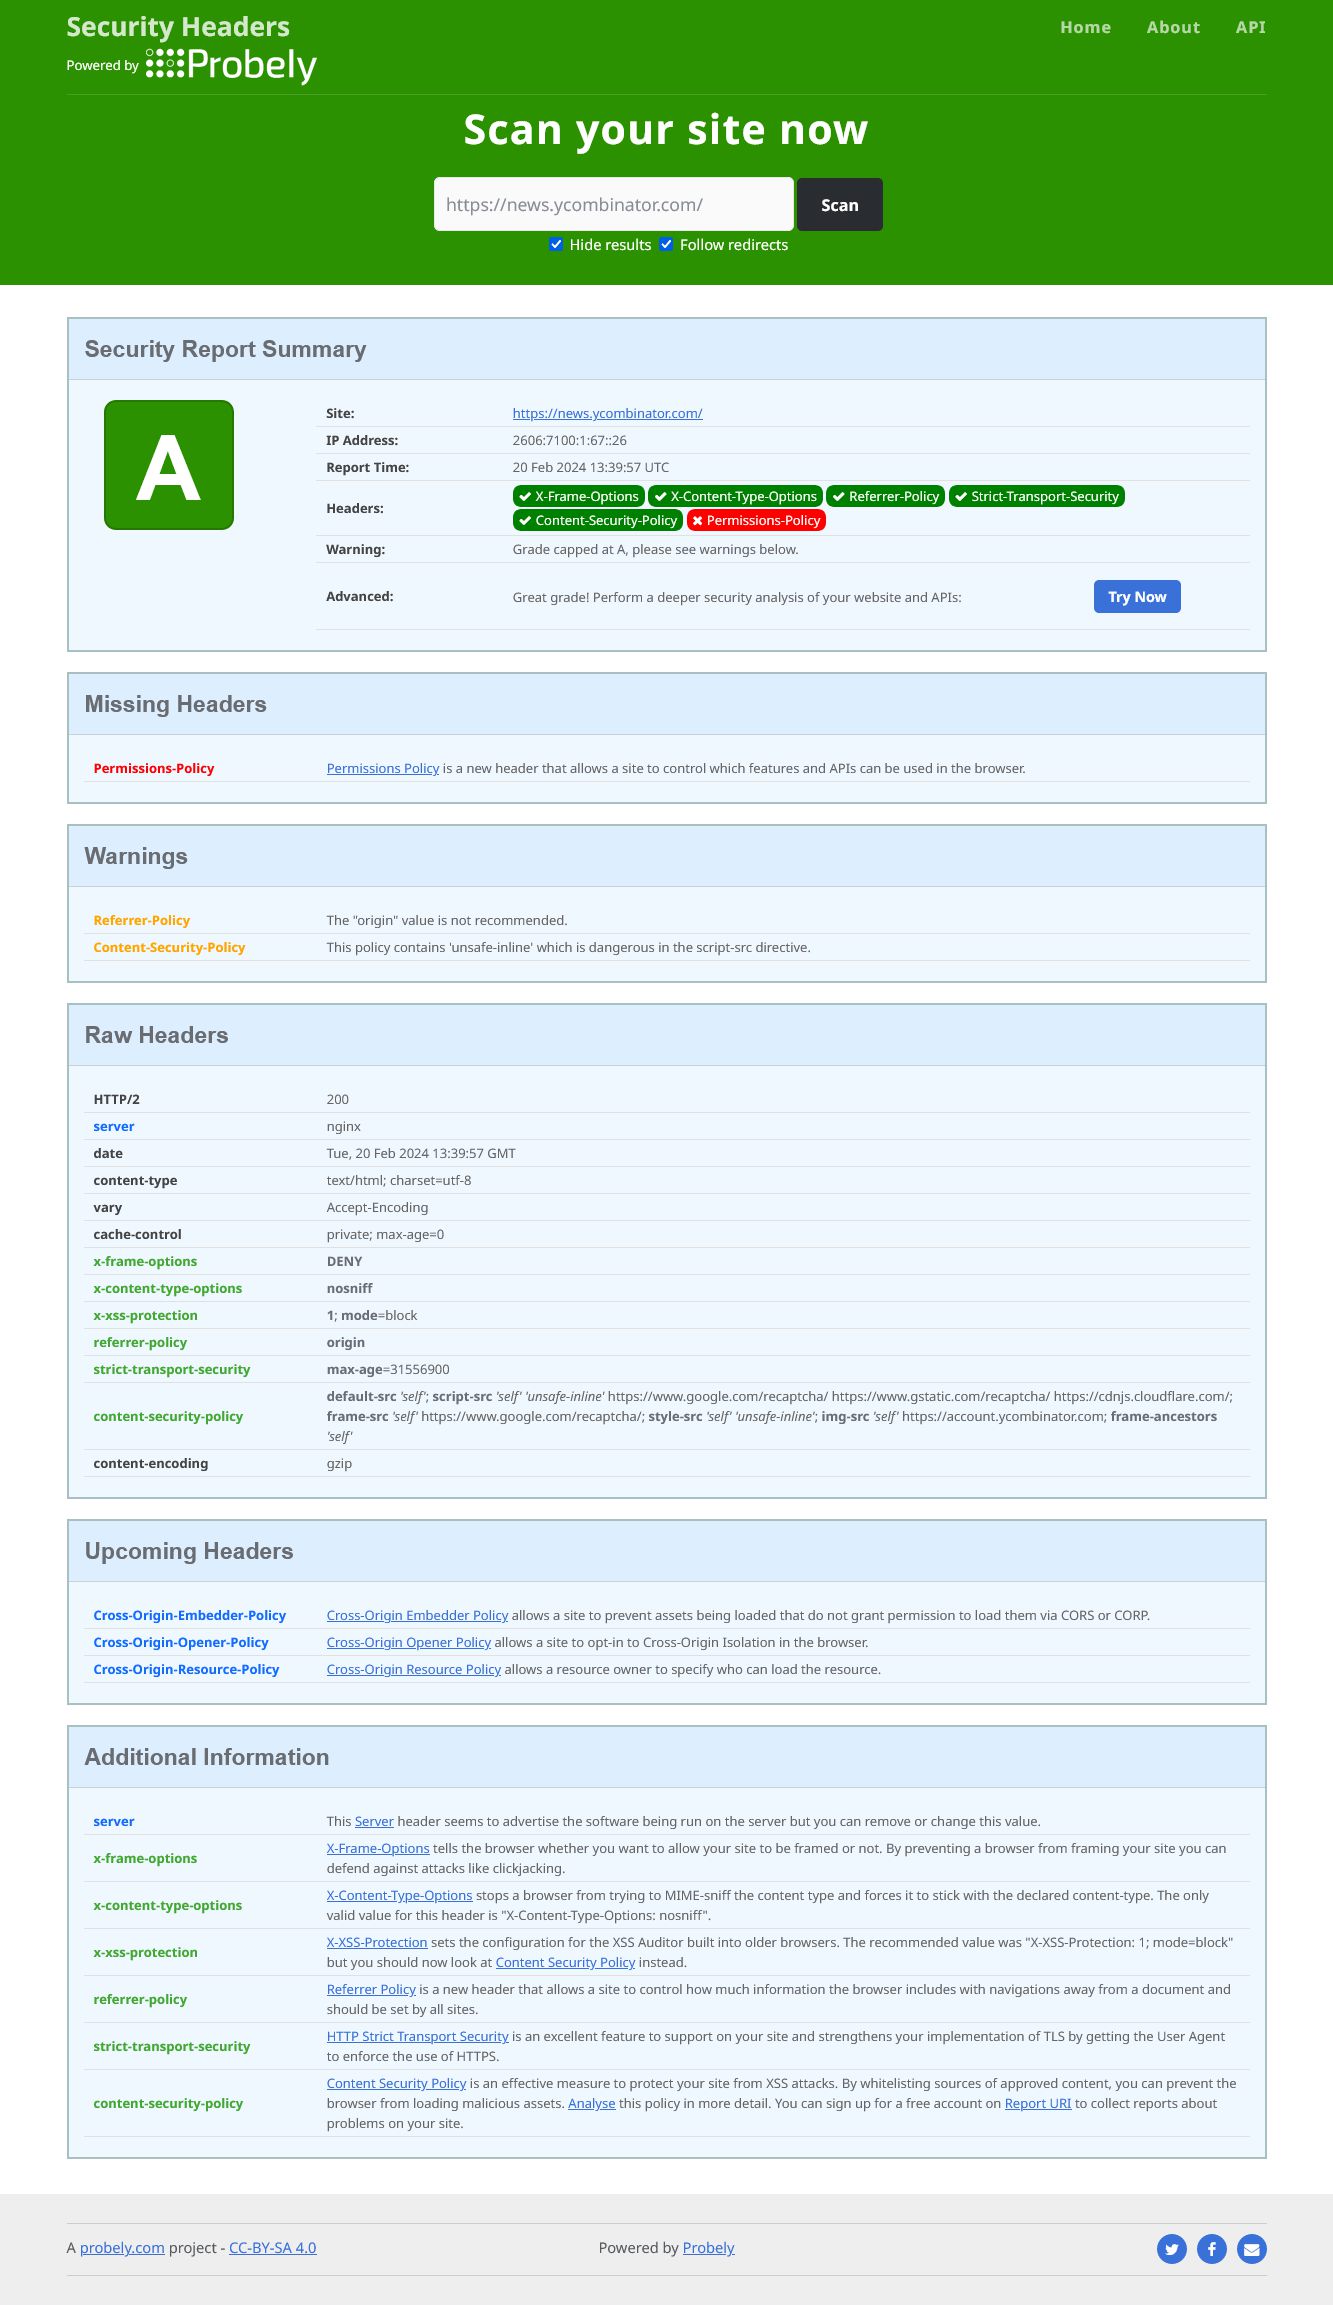 Security Headers
Home About API
Powered by Probely
Scan your site now
https://news.ycombinator.com/ Scan
Hide results Follow redirects
Security Report Summary
A
Site: https://news.ycombinator.com/
IP Address: 2606:7100:1:67::26
Report Time: 20 Feb 2024 13:39:57 UTC
Headers: X-Frame-Options X-Content-Type-Options Referrer-Policy Strict-Transport-Security
Content-Security-Policy Permissions-Policy
Warning: Grade capped at A, please see warnings below.
Advanced: Great grade! Perform a deeper security analysis of your website and APIs: Try Now
Missing Headers
Permissions-Policy Permissions Policy is a new header that allows a site to control which features and APIs can be used in the browser.
Warnings
Referrer-Policy The "origin" value is not recommended.
Content-Security-Policy This policy contains 'unsafe-inline' which is dangerous in the script-src directive.
Raw Headers
HTTP/2 200
server nginx
date Tue, 20 Feb 2024 13:39:57 GMT
content-type text/html; charset=utf-8
vary Accept-Encoding
cache-control private; max-age=0
x-frame-options DENY
x-content-type-options nosniff
x-xss-protection 1; mode=block
referrer-policy origin
strict-transport-security max-age=31556900
content-security-policy default-src 'self'; script-src 'self' 'unsafe-inline' https://www.google.com/recaptcha/ https://www.gstatic.com/recaptcha/ https://cdnjs.cloudflare.com/;
frame-src 'self' https://www.google.com/recaptcha/; style-src 'self' 'unsafe-inline'; img-src 'self' https://account.ycombinator.com; frame-ancestors
'self'
content-encoding gzip
Upcoming Headers
Cross-Origin-Embedder-Policy Cross-Origin Embedder Policy allows a site to prevent assets being loaded that do not grant permission to load them via CORS or CORP.
Cross-Origin-Opener-Policy Cross-Origin Opener Policy allows a site to opt-in to Cross-Origin Isolation in the browser.
Cross-Origin-Resource-Policy Cross-Origin Resource Policy allows a resource owner to specify who can load the resource.
Additional Information
server This Server header seems to advertise the software being run on the server but you can remove or change this value.
x-frame-options X-Frame-Options tells the browser whether you want to allow your site to be framed or not. By preventing a browser from framing your site you can
defend against attacks like clickjacking.
x-content-type-options X-Content-Type-Options stops a browser from trying to MIME-sniff the content type and forces it to stick with the declared content-type. The only
valid value for this header is "X-Content-Type-Options: nosniff".
x-xss-protection X-XSS-Protection sets the configuration for the XSS Auditor built into older browsers. The recommended value was "X-XSS-Protection: 1; mode=block"
but you should now look at Content Security Policy instead.
referrer-policy Referrer Policy is a new header that allows a site to control how much information the browser includes with navigations away from a document and
should be set by all sites.
strict-transport-security HTTP Strict Transport Security is an excellent feature to support on your site and strengthens your implementation of TLS by getting the User Agent
to enforce the use of HTTPS.
content-security-policy Content Security Policy is an effective measure to protect your site from XSS attacks. By whitelisting sources of approved content, you can prevent the
browser from loading malicious assets. Analyse this policy in more detail. You can sign up for a free account on Report URI to collect reports about
problems on your site.
A probely.com project - CC-BY-SA 4.0 Powered by Probely